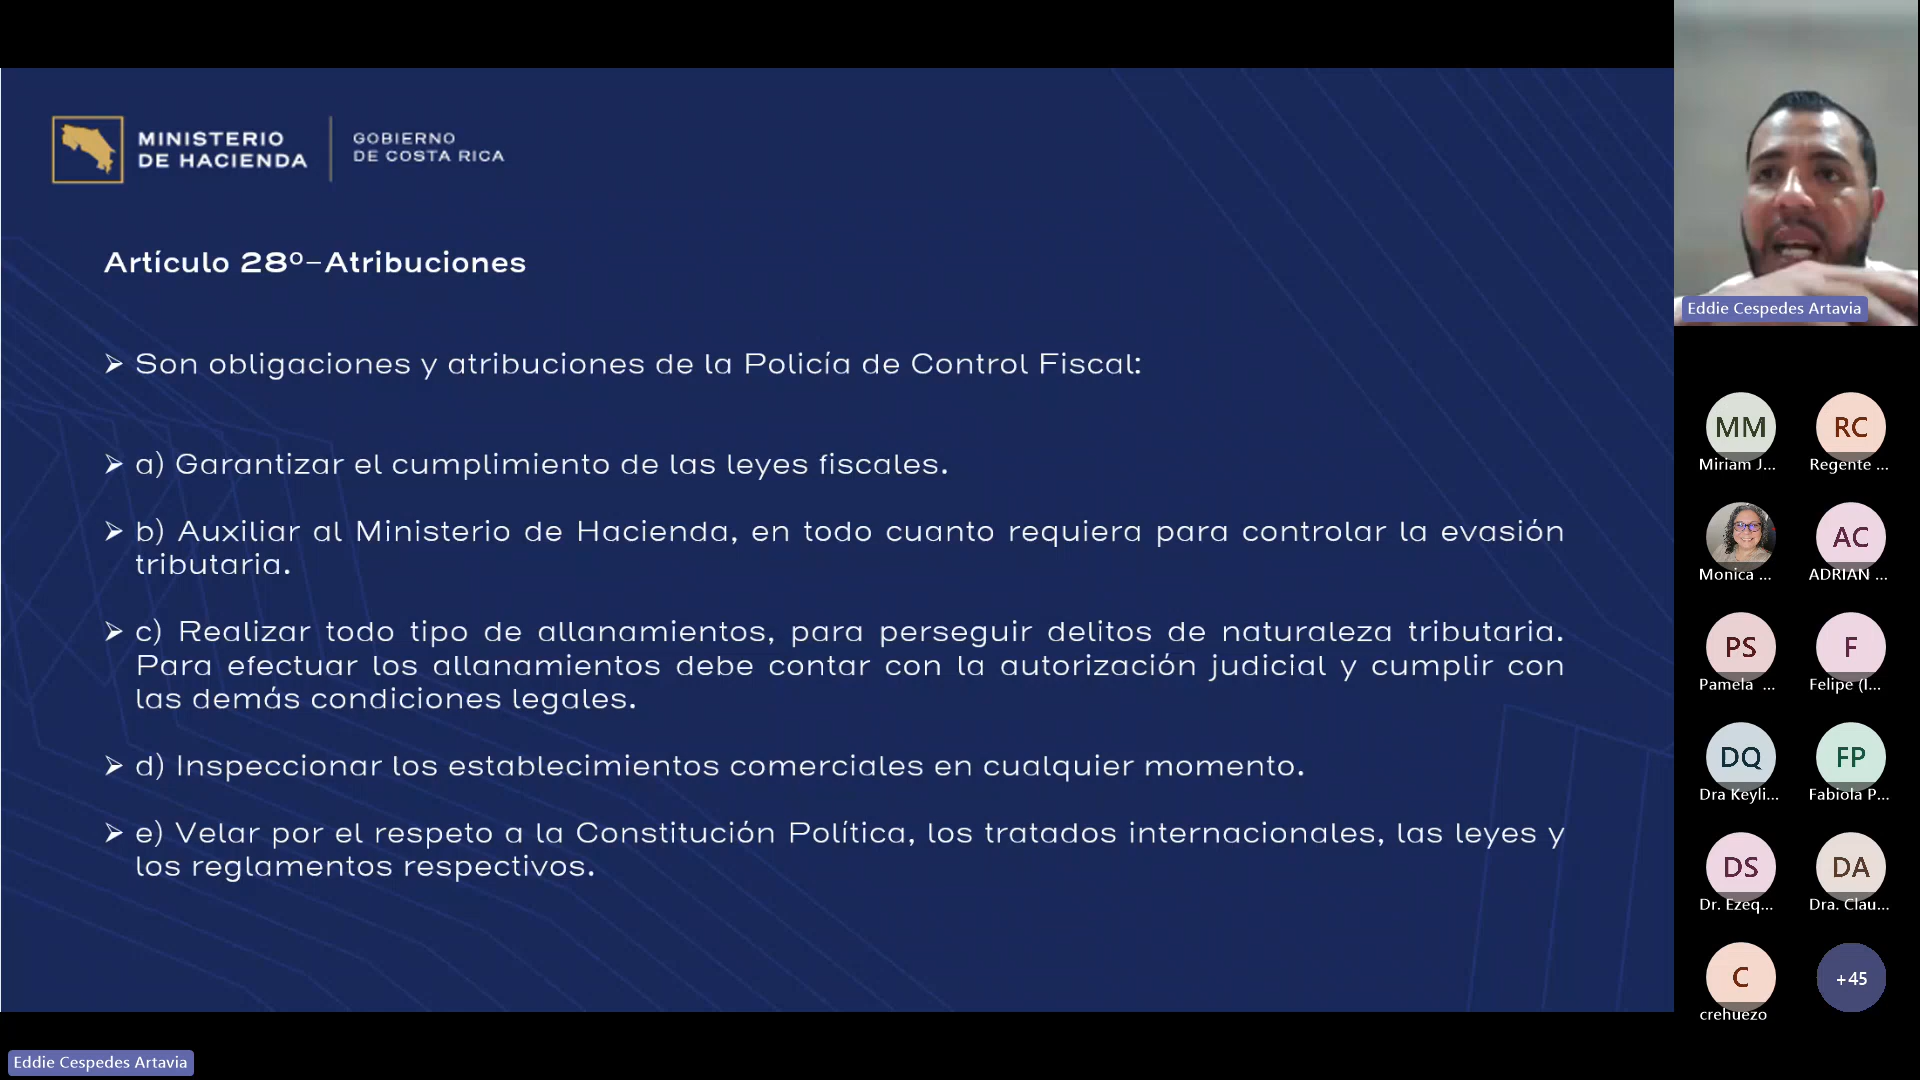 MINISTERIO
DE HACIENDA
GOBIERNO
DE COSTA RICA
Artículo 28º-Atribuciones
Son obligaciones y atribuciones de la Policía de Control Fiscal:
a) Garantizar el cumplimiento de las leyes fiscales.
b) Auxiliar al Ministerio de Hacienda, en todo cuanto requiera para controlar la evasión
tributaria.
c) Realizar todo tipo de allanamientos, para perseguir delitos de naturaleza tributaria.
Para efectuar los allanamientos debe contar con la autorización judicial y cumplir con
las demás condiciones legales.
d) Inspeccionar los establecimientos comerciales en cualquier momento.
e) Velar por el respeto a la Constitución Política, los tratados internacionales, las leyes y
los reglamentos respectivos.
Eddie Cespedes Artavia
MM
RC
Miriam J...
Regente ...
AC
Monica ...
ADRIAN ...
PS
F
Pamela ...
Felipe (I...
DQ
FP
Dra Keyli...
Fabiola P...
DS
DA
Dr. Ezeq...
Dra. Clau...
C
+45
crehuezo
Eddie Cespedes Artavia